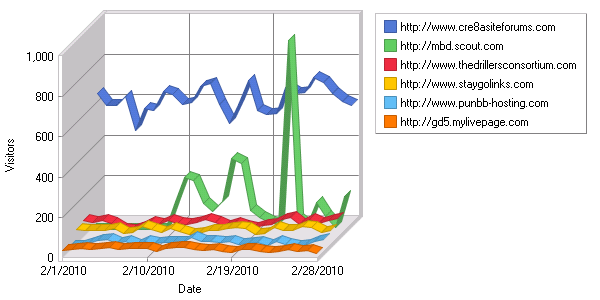 http://www.cre8asiteforums.com
http://mbd.scout.com
http://www.thedrillersconsortium.com
http://www.staygolinks.com
http://www.punbb-hosting.com
http://gd5.mylivepage.com
1,000
800
600
400
200
0
Visitors
2/1/2010
2/10/2010
2/19/2010
2/28/2010
Date